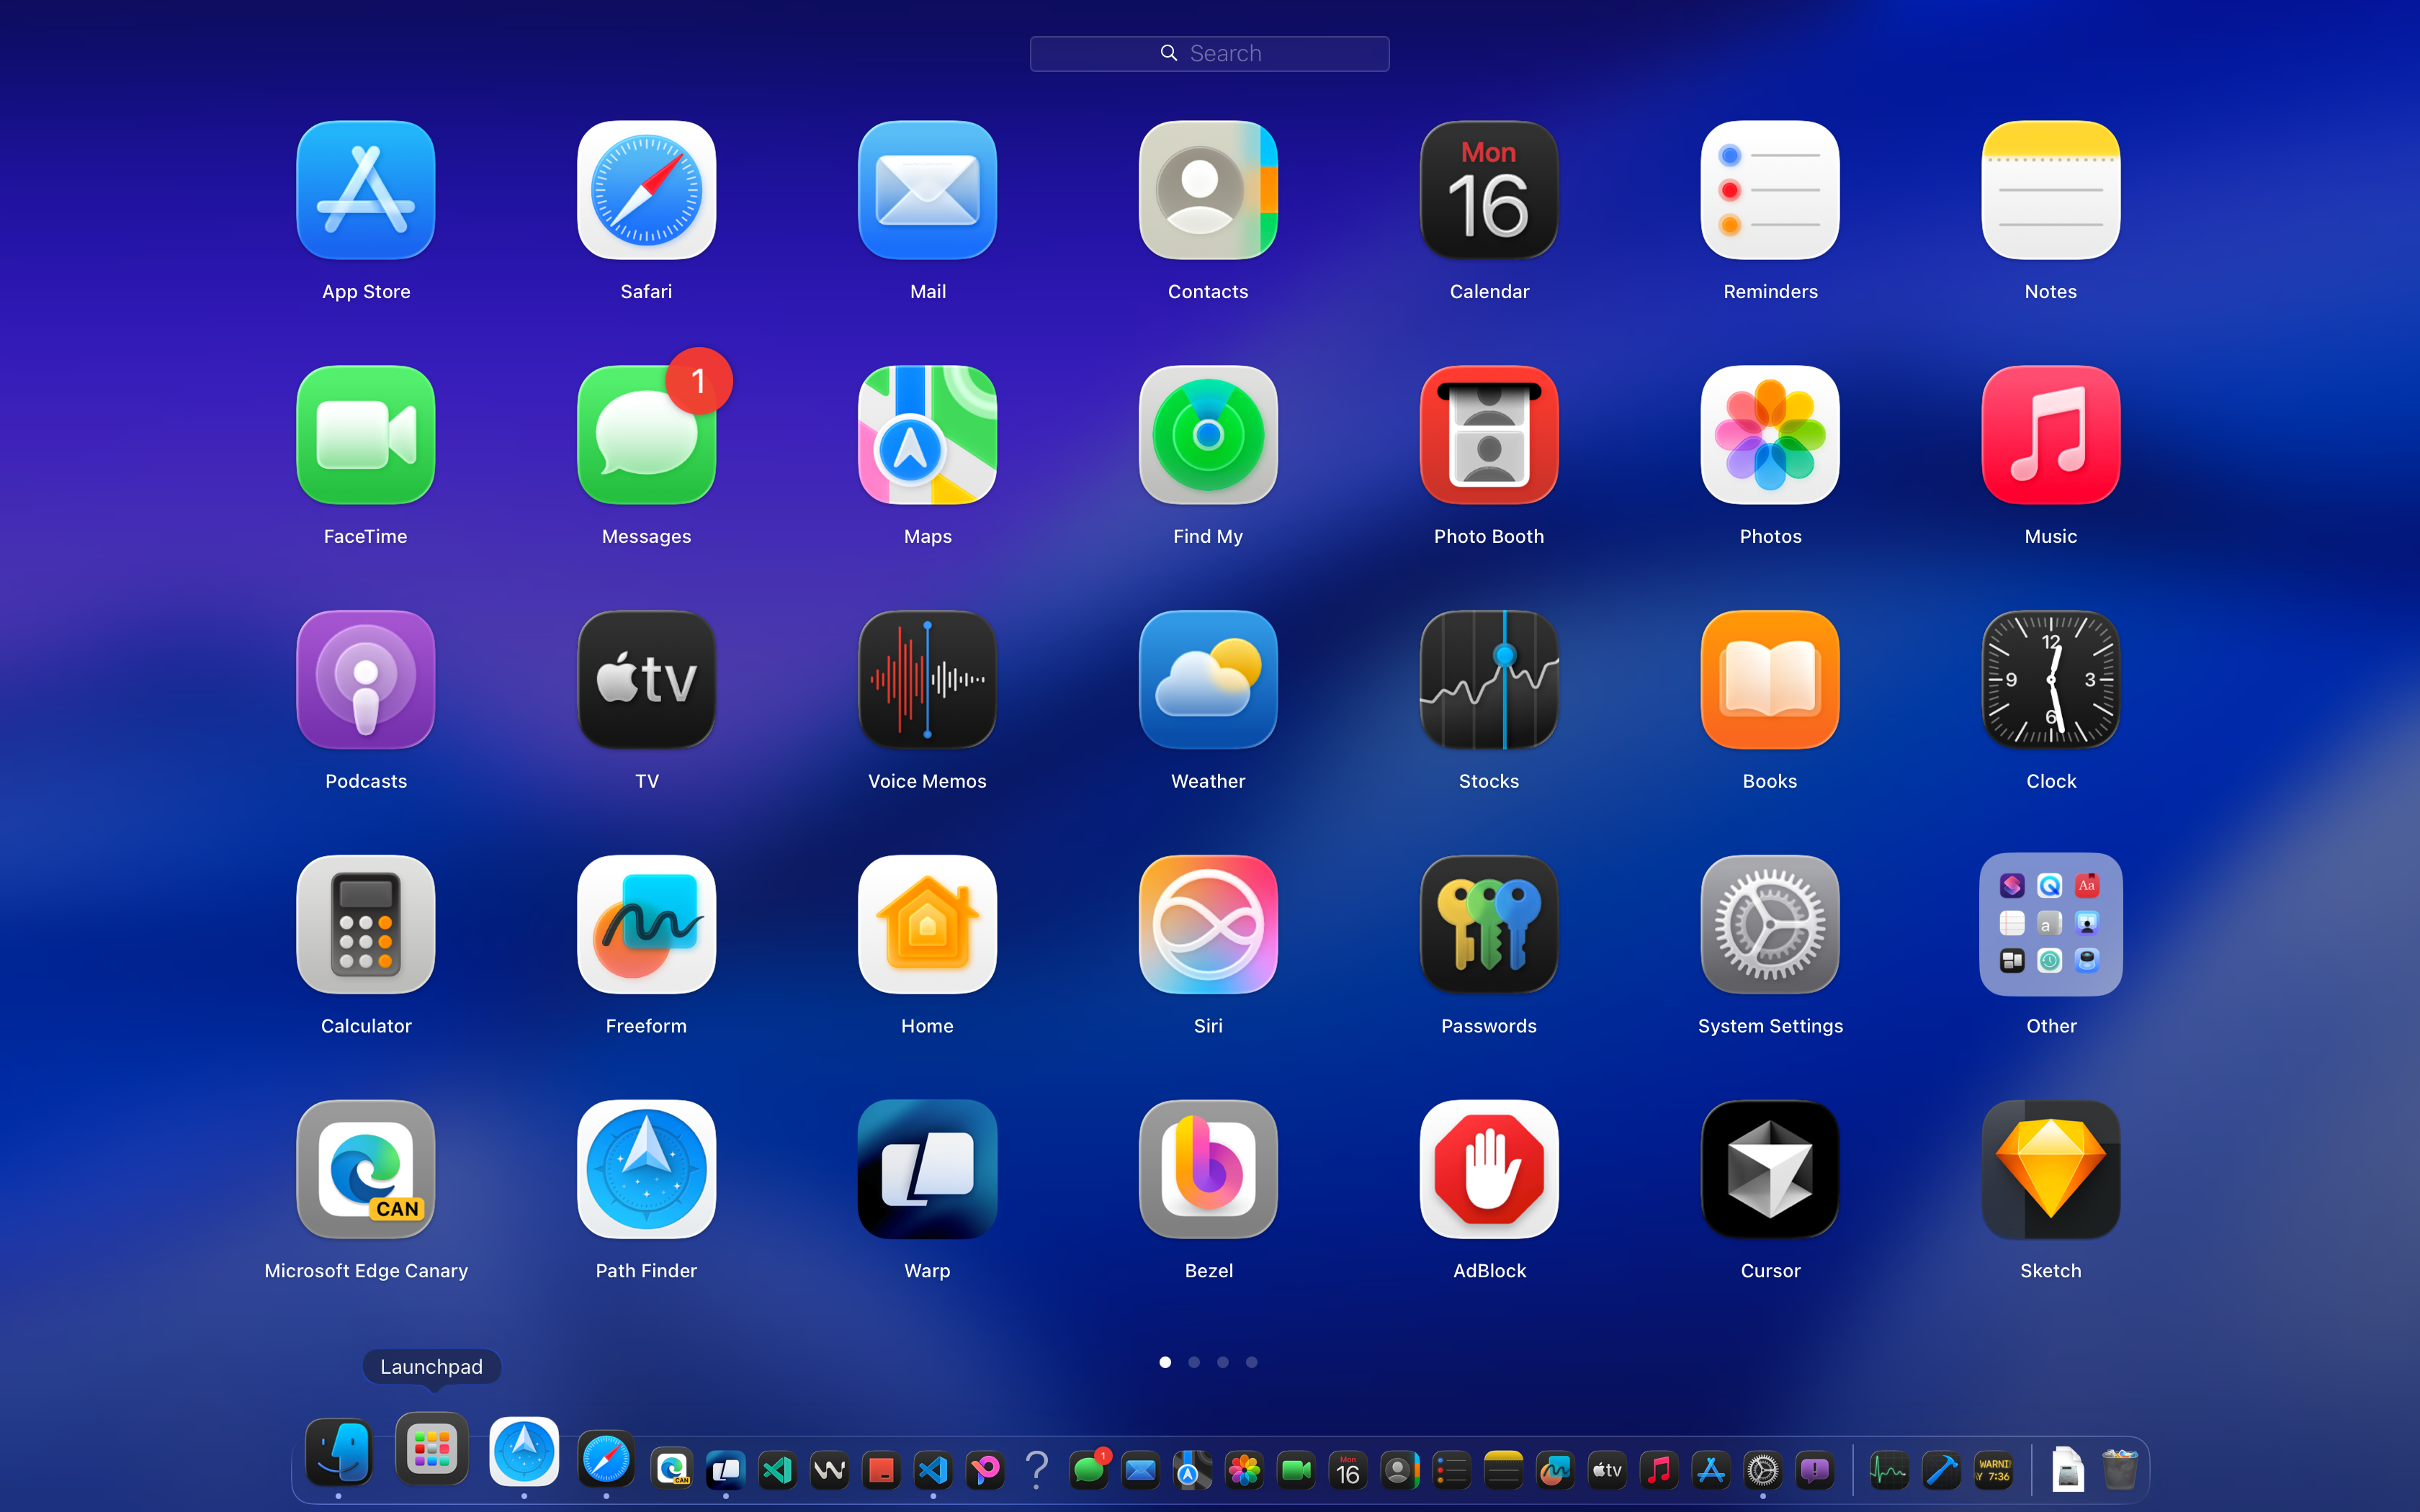 Search
Mon
16
App Store
Safari
Mail
Contacts
Calendar
Reminders
Notes
1
FaceTime
Messages
Maps
Find My
Photo Booth
Photos
Music
tv
12
9
3
6
Podcasts
TV
Voice Memos
Weather
Stocks
Books
Clock
Aa
a
Calculator
Freeform
Home
Siri
Passwords
System Settings
Other
CAN
Microsoft Edge Canary
Path Finder
Warp
Bezel
AdBlock
Cursor
Sketch
Launchpad
CAN
?
1
Mon
16
tv
WARNI
Y 7:36